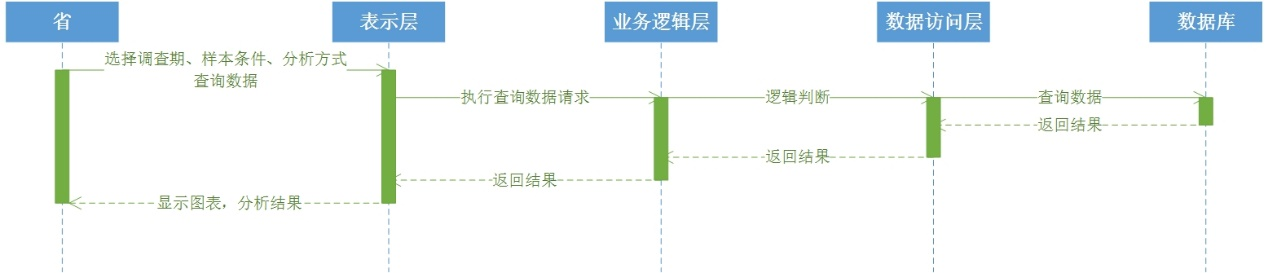 省
表示层
业务逻辑层
数据访问层
数据库
选择调查期、样本条件、分析方式
查询数据
执行查询数据请求
逻辑判断
查询数据
返回结果
返回结果
返回结果
显示图表，分析结果